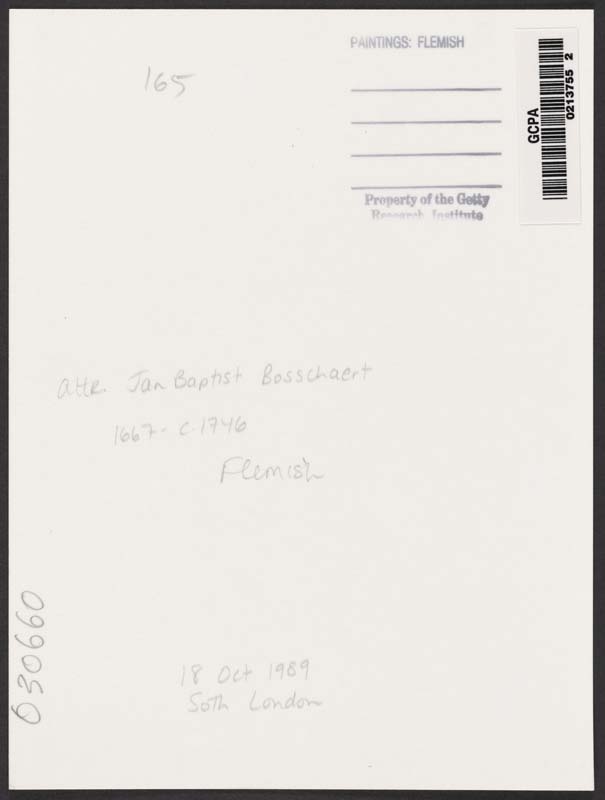 165
PAINTINGS: FLEMISH
Property of the Getty
Research Institute
GCPA
0213755 2
attr. Jan Baptist Bosschaert
1667- c.1746
Flemish
030660
18 Oct 1989
Soth London